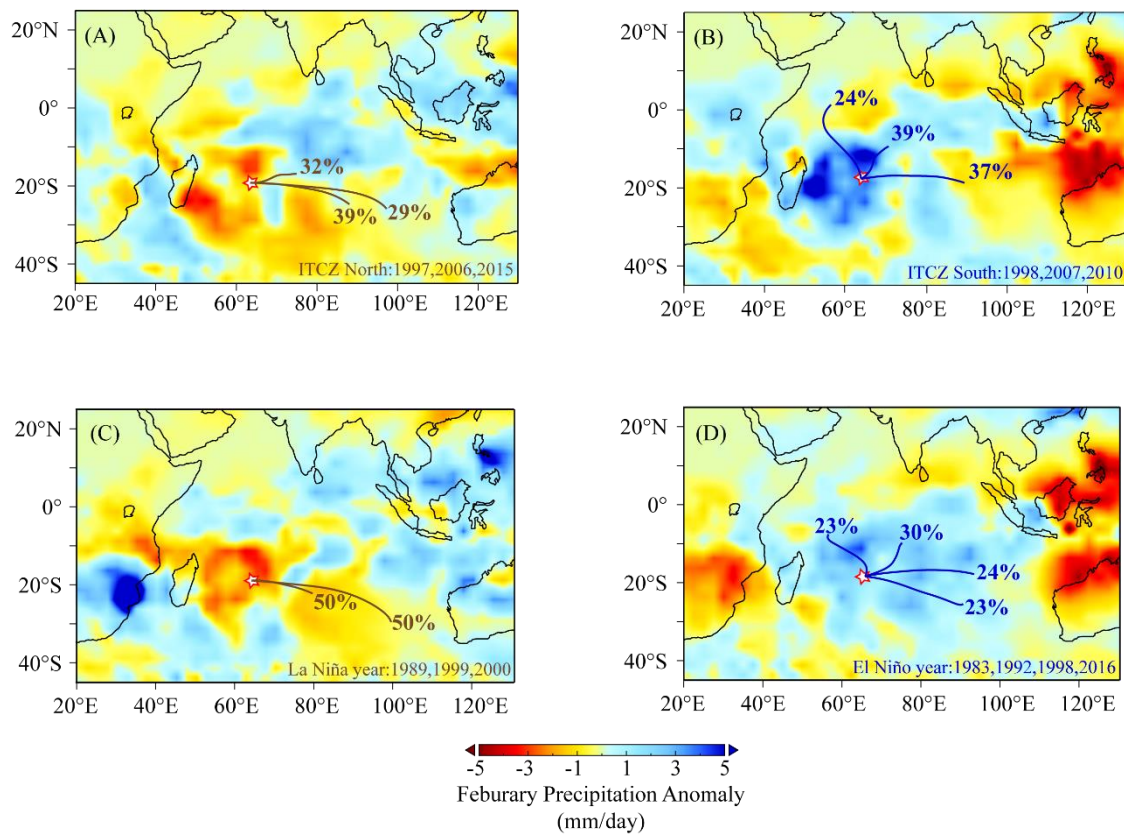 (A)
20°N
0°
20°S
40°S
32%
39%
29%
ITCZ North:1997,2006,2015
20°E 40°E 60°E 80°E 100°E 120°E
(B)
20°N
0°
20°S
40°S
24%
39%
37%
ITCZ South:1998,2007,2010
20°E 40°E 60°E 80°E 100°E 120°E
(C)
20°N
0°
20°S
40°S
50%
50%
La Niña year:1989,1999,2000
20°E 40°E 60°E 80°E 100°E 120°E
(D)
20°N
0°
20°S
40°S
23%
30%
24%
23%
El Niño year:1983,1992,1998,2016
20°E 40°E 60°E 80°E 100°E 120°E
-5 -3 -1 1 3 5
Feburary Precipitation Anomaly
(mm/day)